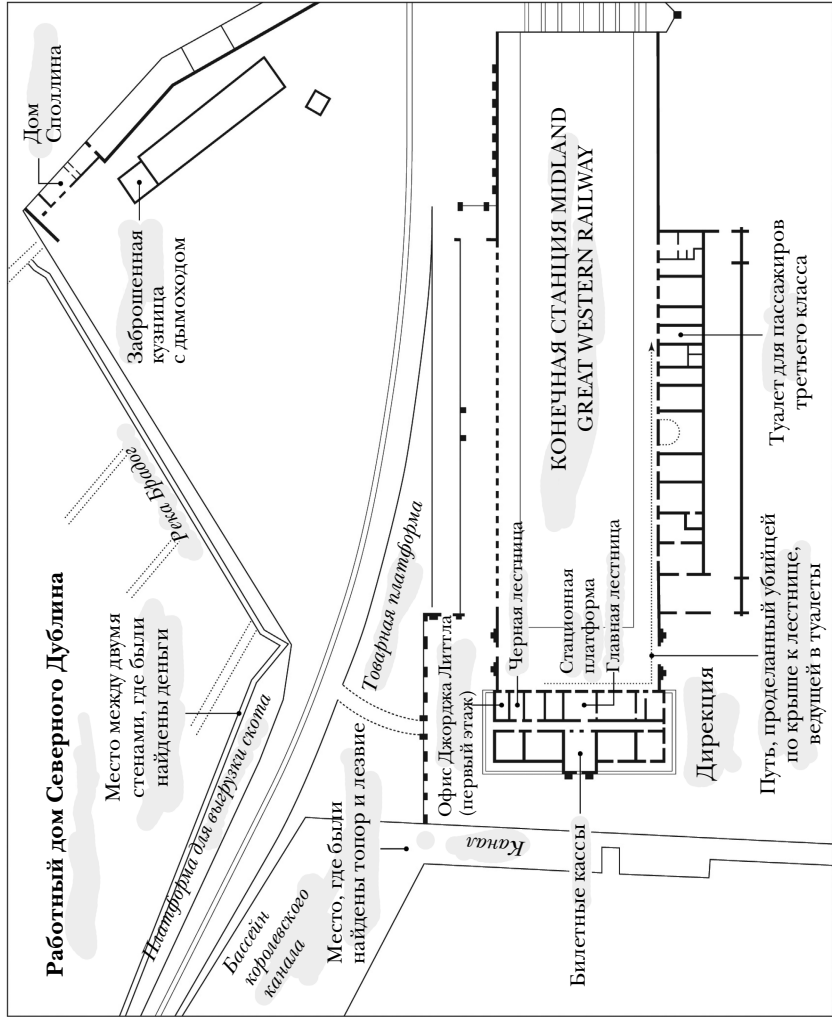 Работный дом Северного Дублина
Место между двумя
стенами, где были
найдены деньги
Платформа для выгрузки скота
Река Брадог
Заброшенная
кузница
с дымоходом
Дом
Споллина
Бассейн
королевского
канала
Место, где были
найдены топор и лезвие
Товарная платформа
Канал
Офис Джорджа Литтла
(первый этаж)
Черная лестница
Стационная
платформа
Главная лестница
КОНЕЧНАЯ СТАНЦИЯ MIDLAND
GREAT WESTERN RAILWAY
Билетные кассы
Дирекция
Путь, проделанный убийцей
по крыше к лестнице,
ведущей в туалеты
Туалет для пассажиров
третьего класса